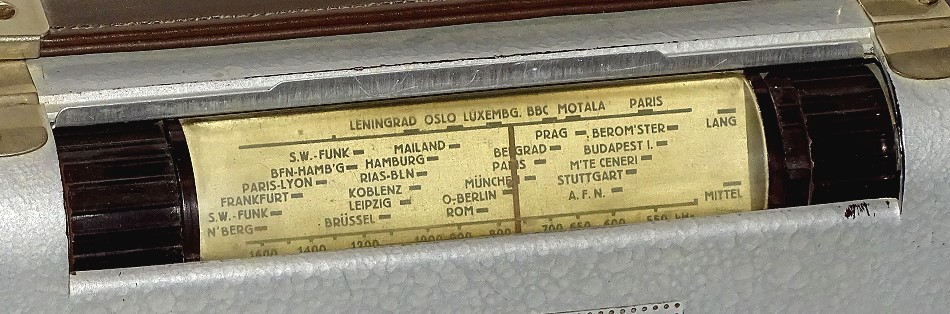 LENINGRAD OSLO LUXEMBG. BBC MOTALA PARIS
LANG
PRAG BEROM'STER
S.W.-FUNK MAILAND BELGRAD BUDAPEST I.
BFN-HAMB'G HAMBURG PARIS M'TE CENERI
PARIS-LYON RIAS-BLN MÜNCHEN STUTTGART
FRANKFURT KOBLENZ O-BERLIN A.F.N. MITTEL
S.W.-FUNK LEIPZIG ROM
N'BERG BRÜSSEL
1600 1400 1200 1000 900 800 700 650 600 550 kHz